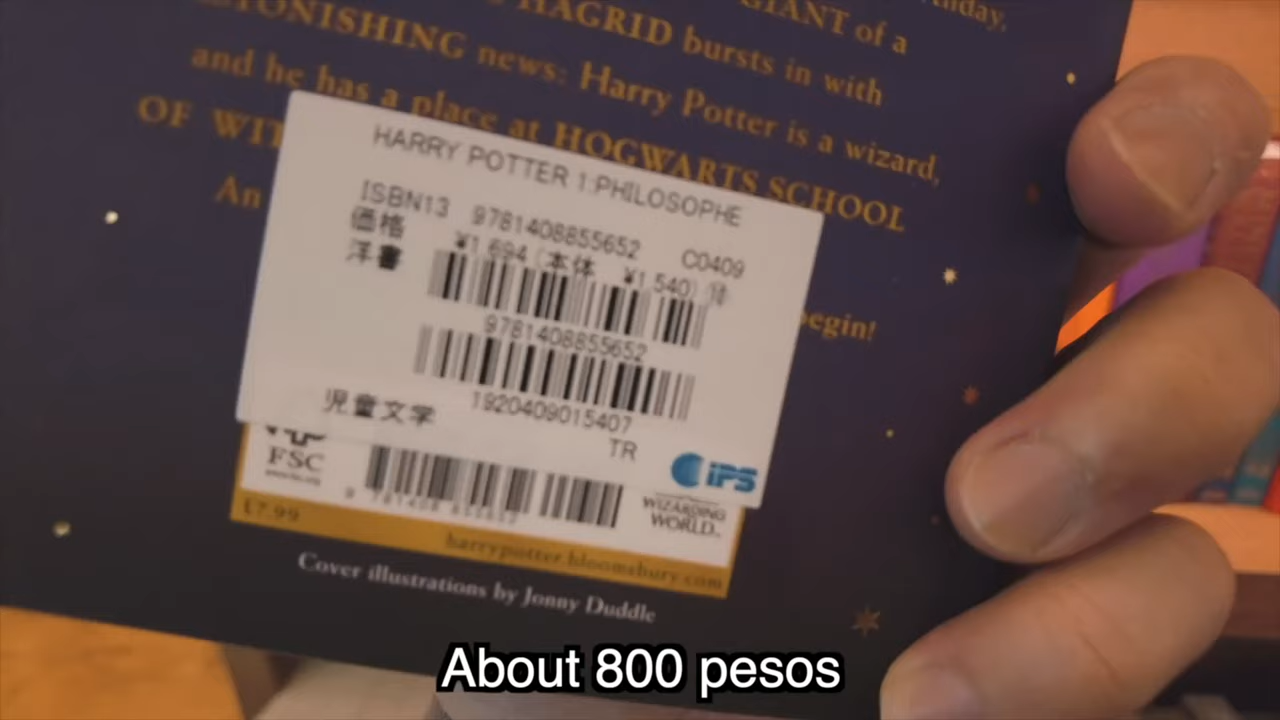 GIANT of a
TONISHING news: HAGRID bursts in with
and he has a place at Harry Potter is a wizard,
OF WIT HOGWARTS SCHOOL
An
begin!
HARRY POTTER 1:PHILOSOPHE
ISBN13 9781408855652 C0409
価格 ¥1,694 (本体 ¥1,540) ⑩
洋書
9781408855652
1920409015407
児童文学
TR
iPS
FSC
WIZARDING
WORLD
£7.99
harrypotter.bloomsbury.com
Cover illustrations by Jonny Duddle
About 800 pesos